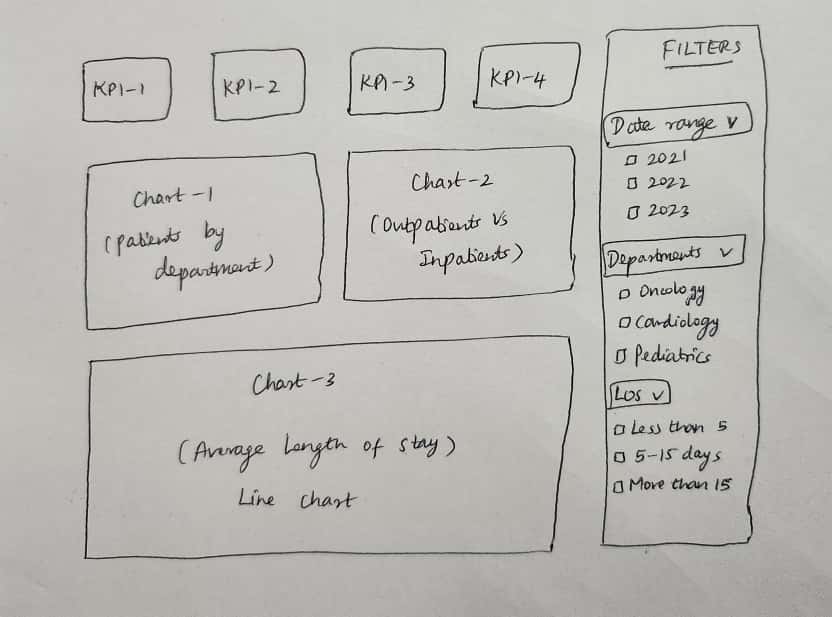 KPI-1
KPI-2
KPI-3
KPI-4
Chart-1
(patients by
department)
Chart-2
(Outpatients Vs
Inpatients)
Chart-3
(Average Length of stay)
Line chart
FILTERS
Date range v
2021
2022
2023
Departments v
Oncology
Cardiology
Pediatrics
LOS v
Less than 5
5-15 days
More than 15